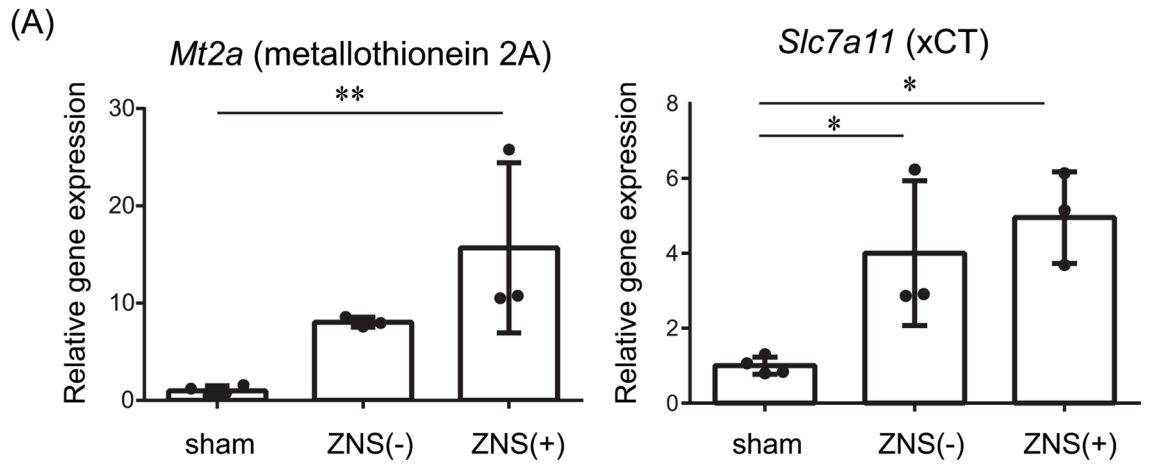 (A)
Mt2a (metallothionein 2A)
**
Relative gene expression
30
20
10
0
sham
ZNS(-)
ZNS(+)
Slc7a11 (xCT)
*
*
Relative gene expression
8
6
4
2
0
sham
ZNS(-)
ZNS(+)